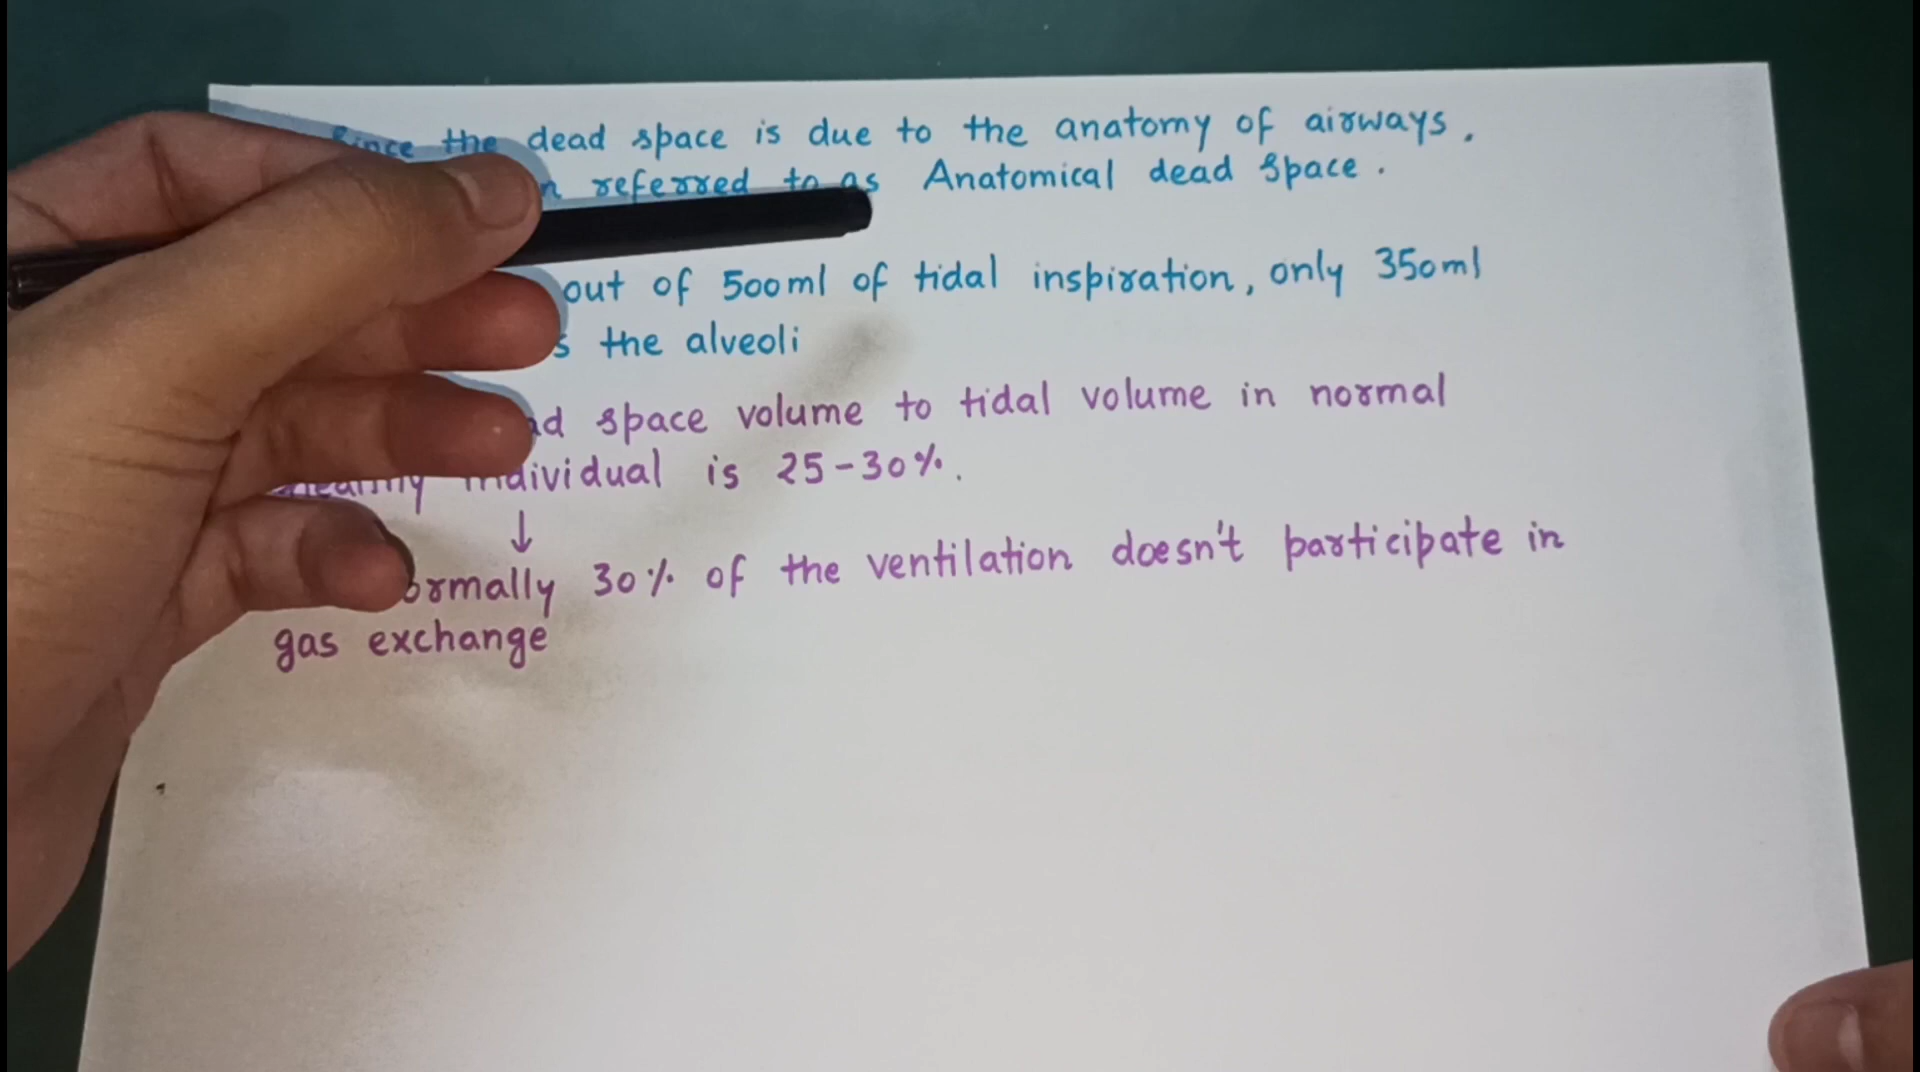 Since the dead space is due to the anatomy of airways.
referred to as Anatomical dead space.
out of 500ml of tidal inspiration, only 350ml
the alveoli
space volume to tidal volume in normal
healthy individual is 25-30%.
↓
30% of the ventilation doesn't participate in
gas exchange